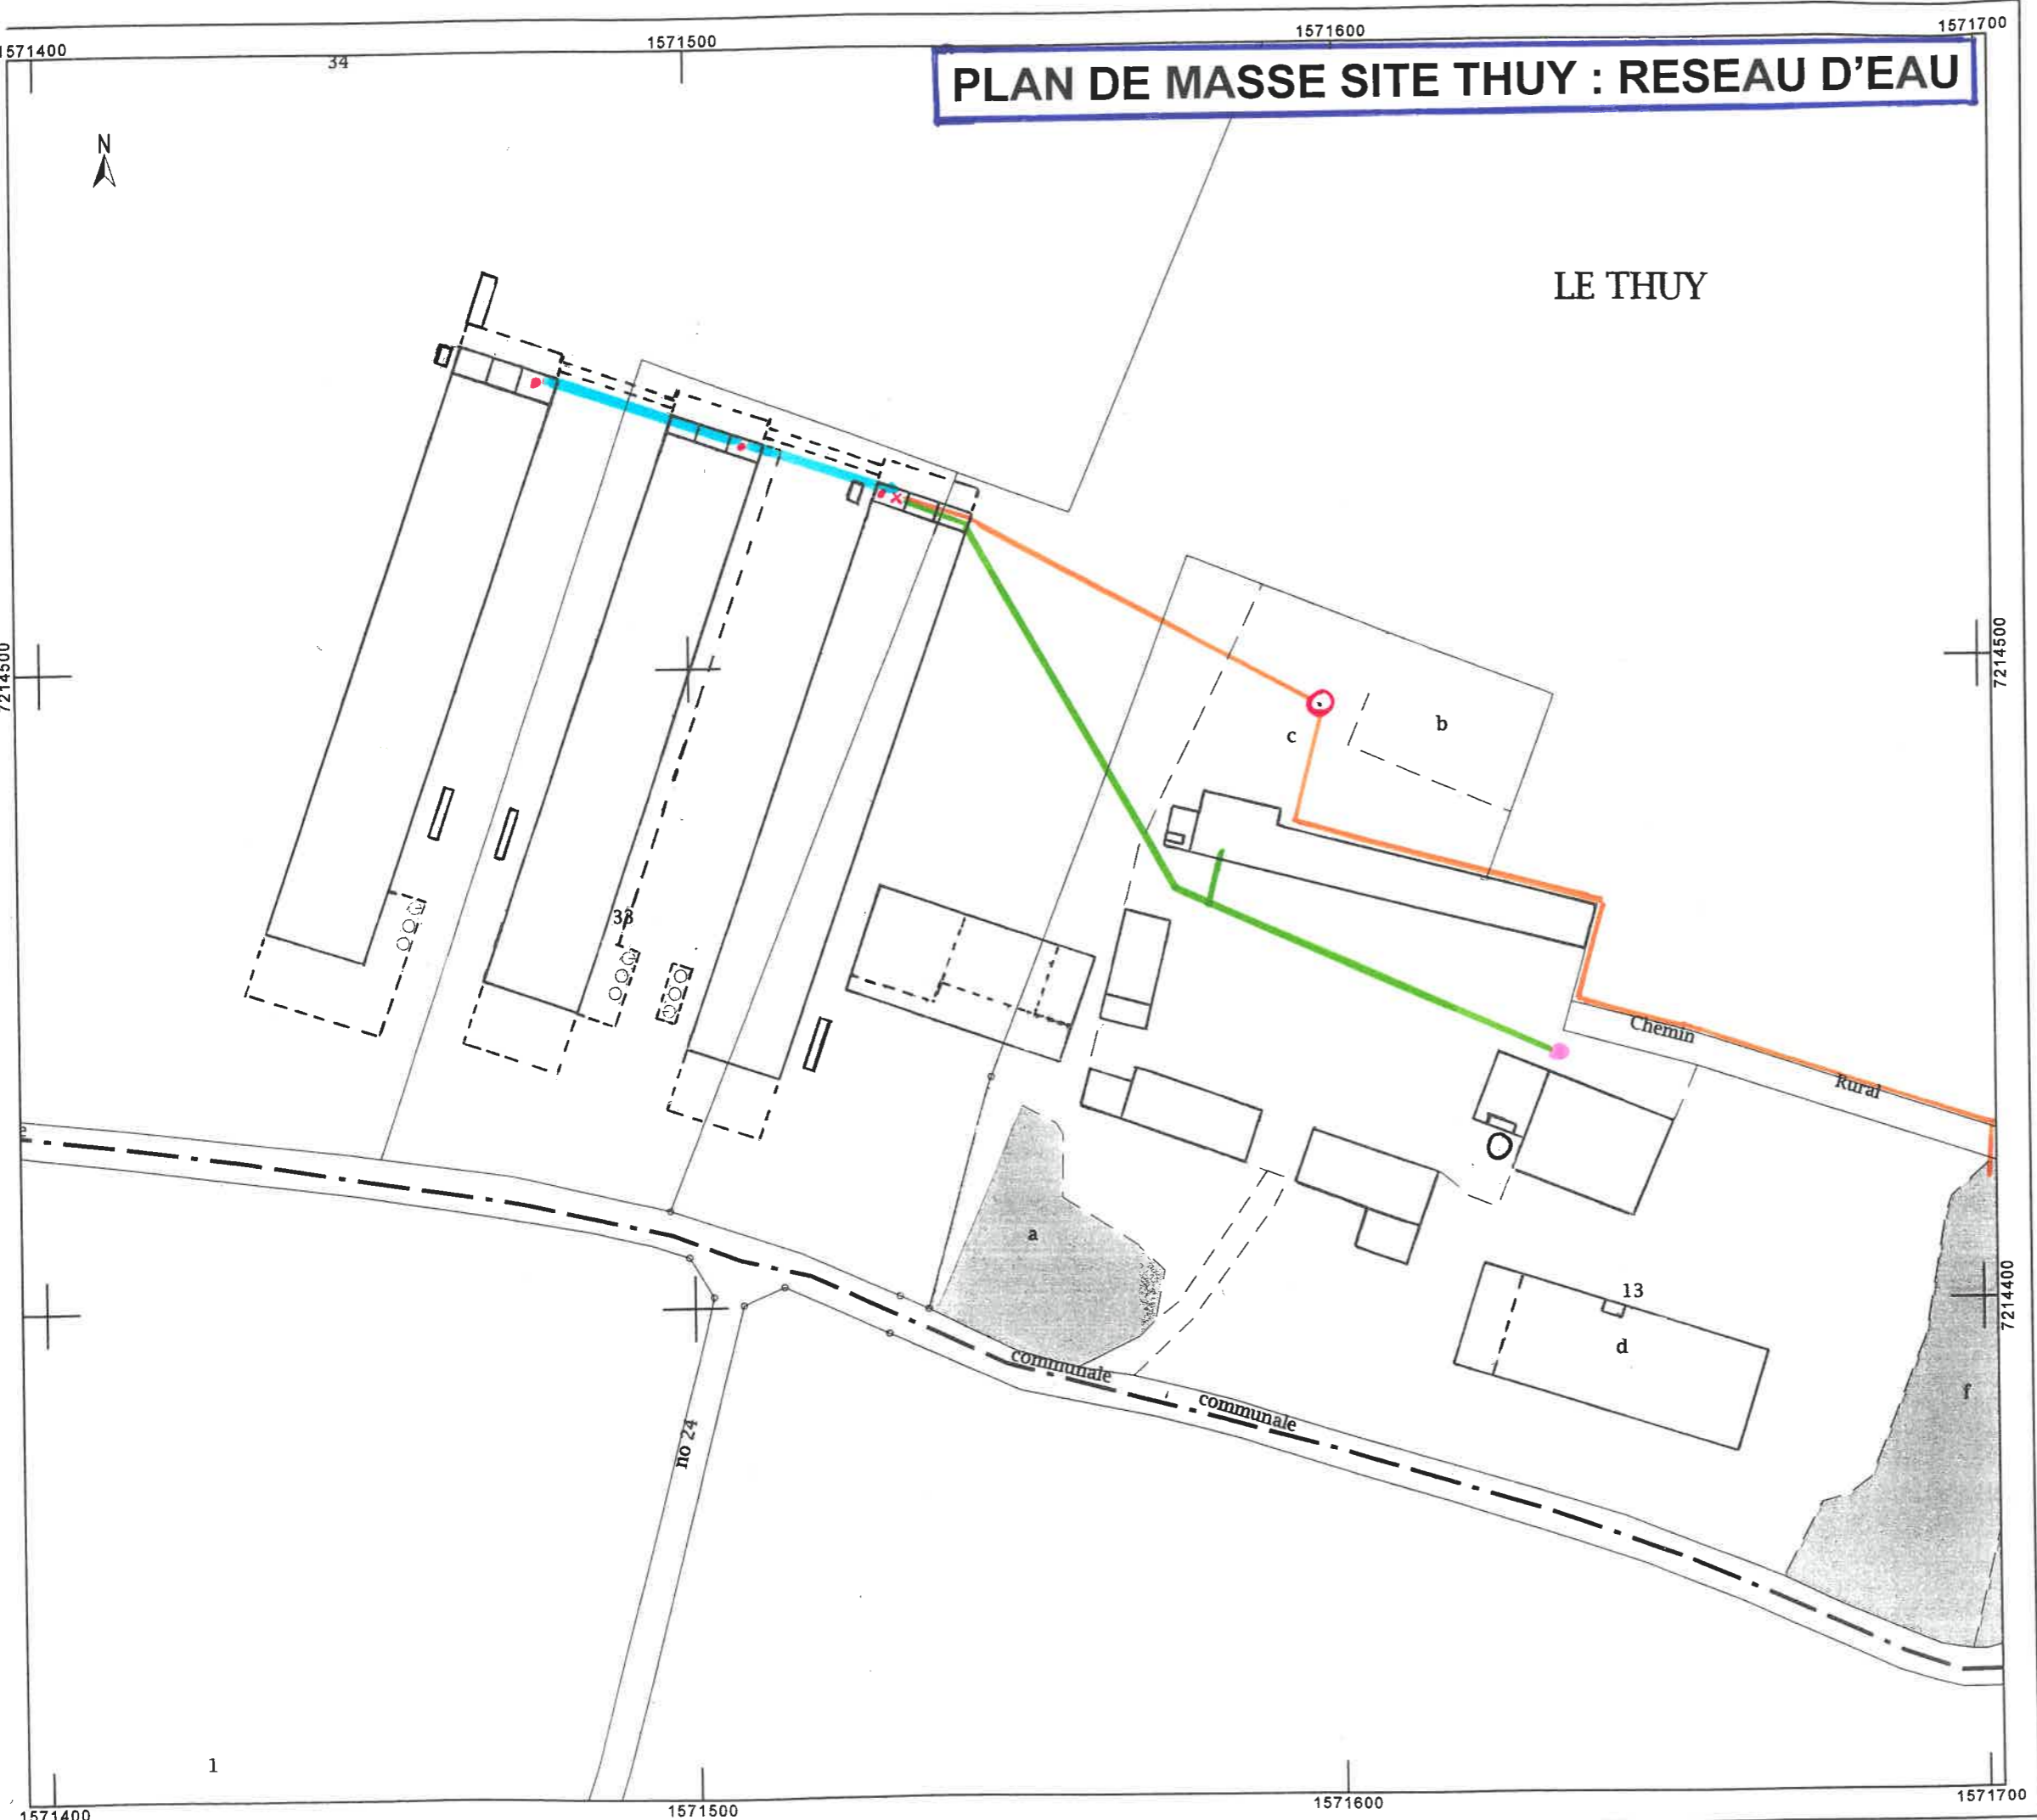 1571400
1571500
1571600
1571700
34
PLAN DE MASSE SITE THUY : RESEAU D'EAU
N
LE THUY
7214500
7214500
b
c
33
Chemin
Rural
e
a
13
7214400
d
f
communale
communale
no 24
1
1571400
1571500
1571600
1571700